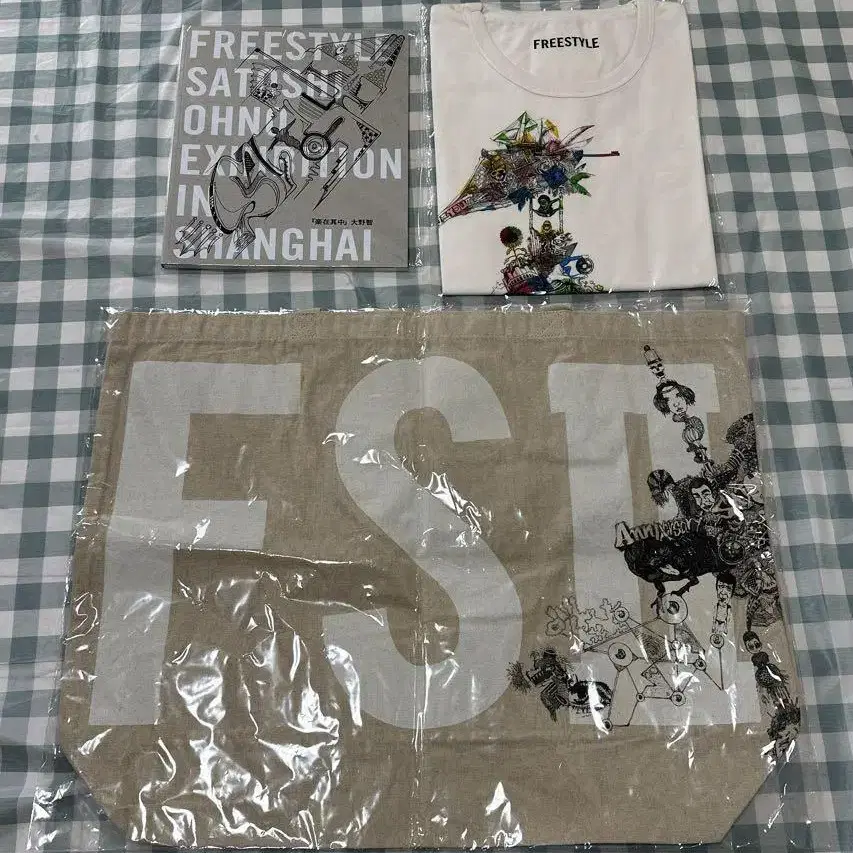 FREESTYLE
SATOSHI
OHNO
EXHIBITION
IN
SHANGHAI
「楽在其中」大野智
FREESTYLE
FSII